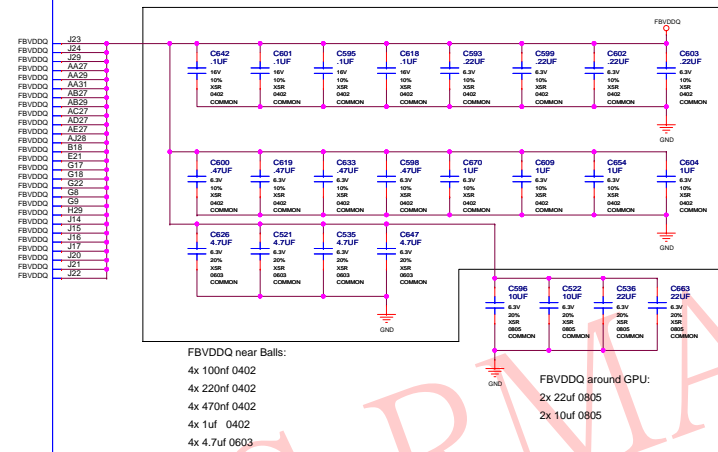 FBVDDQ
FBVDDQ J23
FBVDDQ J24
FBVDDQ J29
FBVDDQ AA27
FBVDDQ AA29
FBVDDQ AA31
FBVDDQ AB27
FBVDDQ AB29
FBVDDQ AC27
FBVDDQ AD27
FBVDDQ AE27
FBVDDQ AJ28
FBVDDQ B18
FBVDDQ E21
FBVDDQ G17
FBVDDQ G18
FBVDDQ G22
FBVDDQ G8
FBVDDQ G9
FBVDDQ H29
FBVDDQ J14
FBVDDQ J15
FBVDDQ J16
FBVDDQ J17
FBVDDQ J20
FBVDDQ J21
FBVDDQ J22
C642 C601 C595 C618 C593 C599 C602 C603
.1UF .1UF .1UF .1UF .22UF .22UF .22UF .22UF
16V 16V 16V 16V 6.3V 6.3V 6.3V 6.3V
10% 10% 10% 10% 10% 10% 10% 10%
X5R X5R X5R X5R X5R X5R X5R X5R
0402 0402 0402 0402 0402 0402 0402 0402
COMMON COMMON COMMON COMMON COMMON COMMON COMMON COMMON
GND
C600 C619 C633 C598 C670 C609 C654 C604
.47UF .47UF .47UF .47UF 1UF 1UF 1UF 1UF
6.3V 6.3V 6.3V 6.3V 6.3V 6.3V 6.3V 6.3V
10% 10% 10% 10% 10% 10% 10% 10%
X5R X5R X5R X5R X5R X5R X5R X5R
0402 0402 0402 0402 0402 0402 0402 0402
COMMON COMMON COMMON COMMON COMMON COMMON COMMON COMMON
GND
C626 C521 C535 C647
4.7UF 4.7UF 4.7UF 4.7UF
6.3V 6.3V 6.3V 6.3V
20% 20% 20% 20%
X5R X5R X5R X5R
0603 0603 0603 0603
COMMON COMMON COMMON COMMON
GND
C596 C522 C536 C663
10UF 10UF 22UF 22UF
6.3V 6.3V 6.3V 6.3V
20% 20% 20% 20%
X5R X5R X5R X5R
0805 0805 0805 0805
COMMON COMMON COMMON COMMON
GND
FBVDDQ near Balls:
4x 100nf 0402
4x 220nf 0402
4x 470nf 0402
4x 1uf 0402
4x 4.7uf 0603
FBVDDQ around GPU:
2x 22uf 0805
2x 10uf 0805